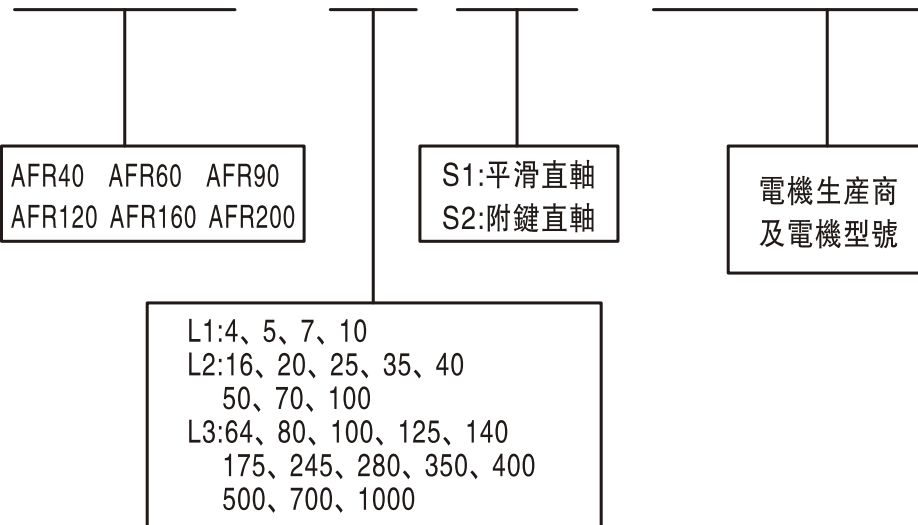 AFR40 AFR60 AFR90
AFR120 AFR160 AFR200
S1:平滑直軸
S2:附鍵直軸
電機生產商
及電機型號
L1:4、5、7、10
L2:16、20、25、35、40
50、70、100
L3:64、80、100、125、140
175、245、280、350、400
500、700、1000